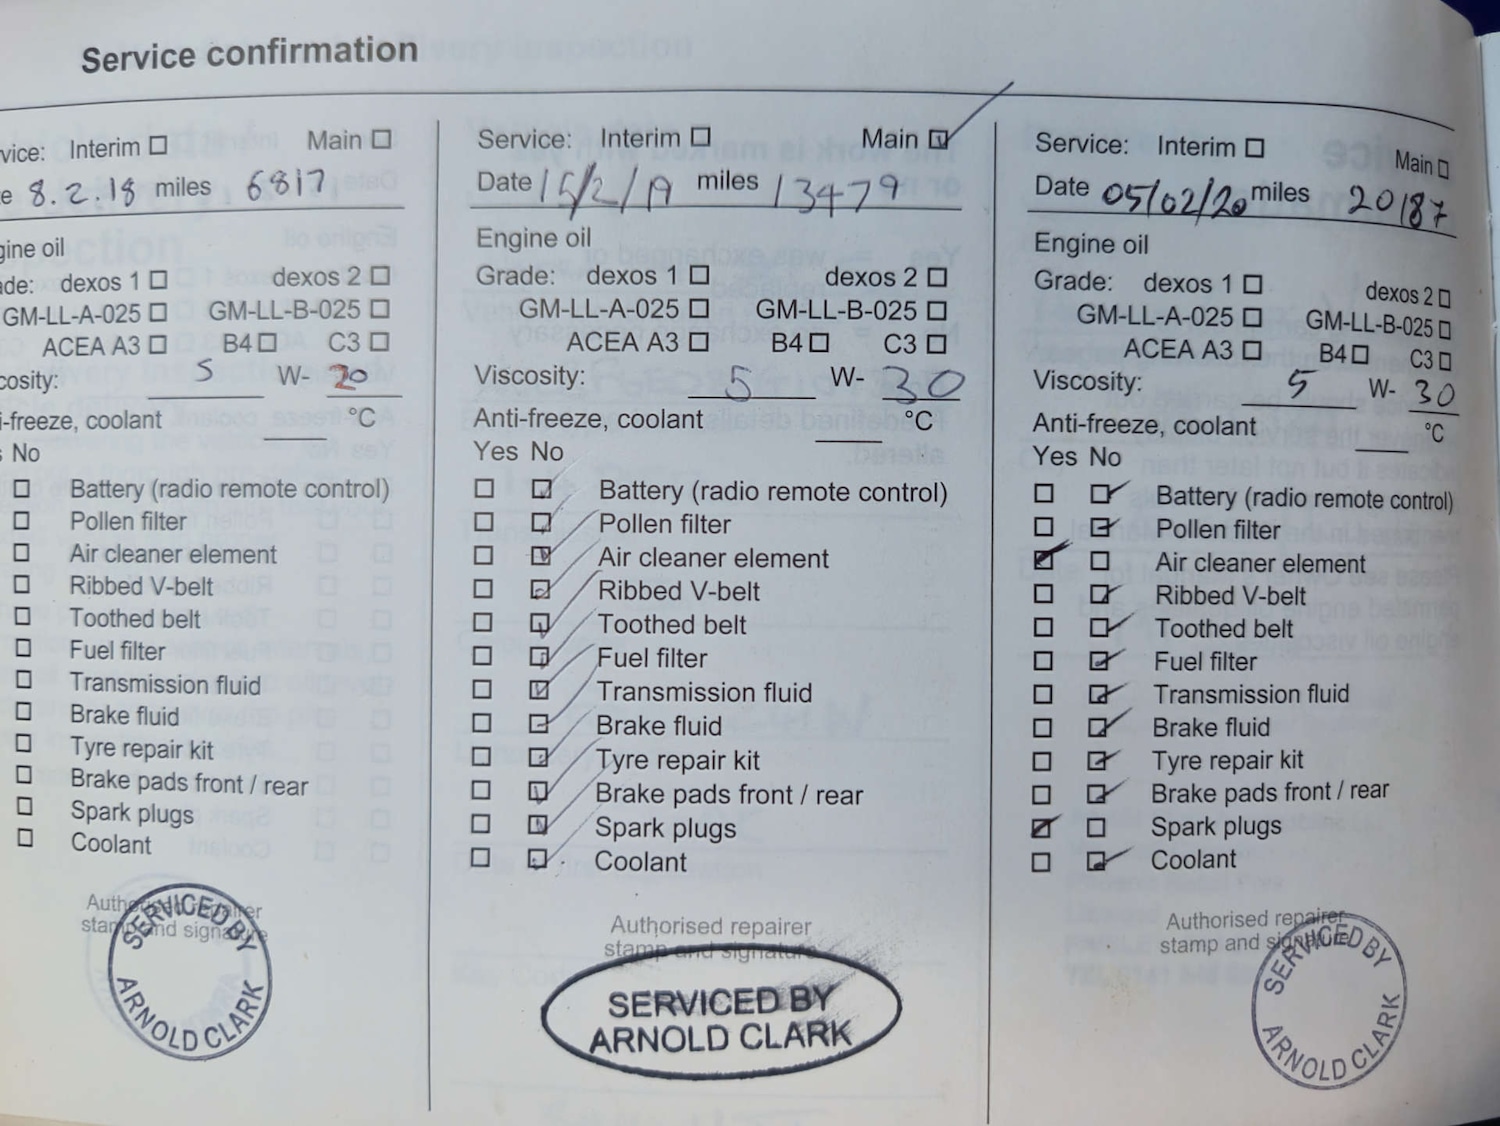 Service confirmation
vice: Interim ☐ Main ☐
e 8.2.18 miles 6817
gine oil
ade: dexos 1 ☐ dexos 2 ☐
GM-LL-A-025 ☐ GM-LL-B-025 ☐
ACEA A3 ☐ B4 ☐ C3 ☐
cosity: 5 W- 20
i-freeze, coolant °C
s No
☐ Battery (radio remote control)
☐ Pollen filter
☐ Air cleaner element
☐ Ribbed V-belt
☐ Toothed belt
☐ Fuel filter
☐ Transmission fluid
☐ Brake fluid
☐ Tyre repair kit
☐ Brake pads front / rear
☐ Spark plugs
☐ Coolant
Authorised repairer
stamp and signature
SERVICED BY
ARNOLD CLARK
Service: Interim ☐ Main ☑
Date 15/2/19 miles 13479
Engine oil
Grade: dexos 1 ☐ dexos 2 ☐
GM-LL-A-025 ☐ GM-LL-B-025 ☐
ACEA A3 ☐ B4 ☐ C3 ☐
Viscosity: 5 W- 30
Anti-freeze, coolant °C
Yes No
☐ ☑ Battery (radio remote control)
☐ ☑ Pollen filter
☐ ☑ Air cleaner element
☐ ☑ Ribbed V-belt
☐ ☑ Toothed belt
☐ ☑ Fuel filter
☐ ☑ Transmission fluid
☐ ☑ Brake fluid
☐ ☑ Tyre repair kit
☐ ☑ Brake pads front / rear
☐ ☑ Spark plugs
☐ ☑ Coolant
Authorised repairer
stamp and signature
SERVICED BY
ARNOLD CLARK
Service: Interim ☐ Main ☐
Date 05/02/20 miles 20187
Engine oil
Grade: dexos 1 ☐ dexos 2 ☐
GM-LL-A-025 ☐ GM-LL-B-025 ☐
ACEA A3 ☐ B4 ☐ C3 ☐
Viscosity: 5 W- 30
Anti-freeze, coolant °C
Yes No
☐ ☑ Battery (radio remote control)
☐ ☑ Pollen filter
☑ ☐ Air cleaner element
☐ ☑ Ribbed V-belt
☐ ☑ Toothed belt
☐ ☑ Fuel filter
☐ ☑ Transmission fluid
☐ ☑ Brake fluid
☐ ☑ Tyre repair kit
☐ ☑ Brake pads front / rear
☑ ☐ Spark plugs
☐ ☑ Coolant
Authorised repairer
stamp and signature
SERVICED BY
ARNOLD CLARK